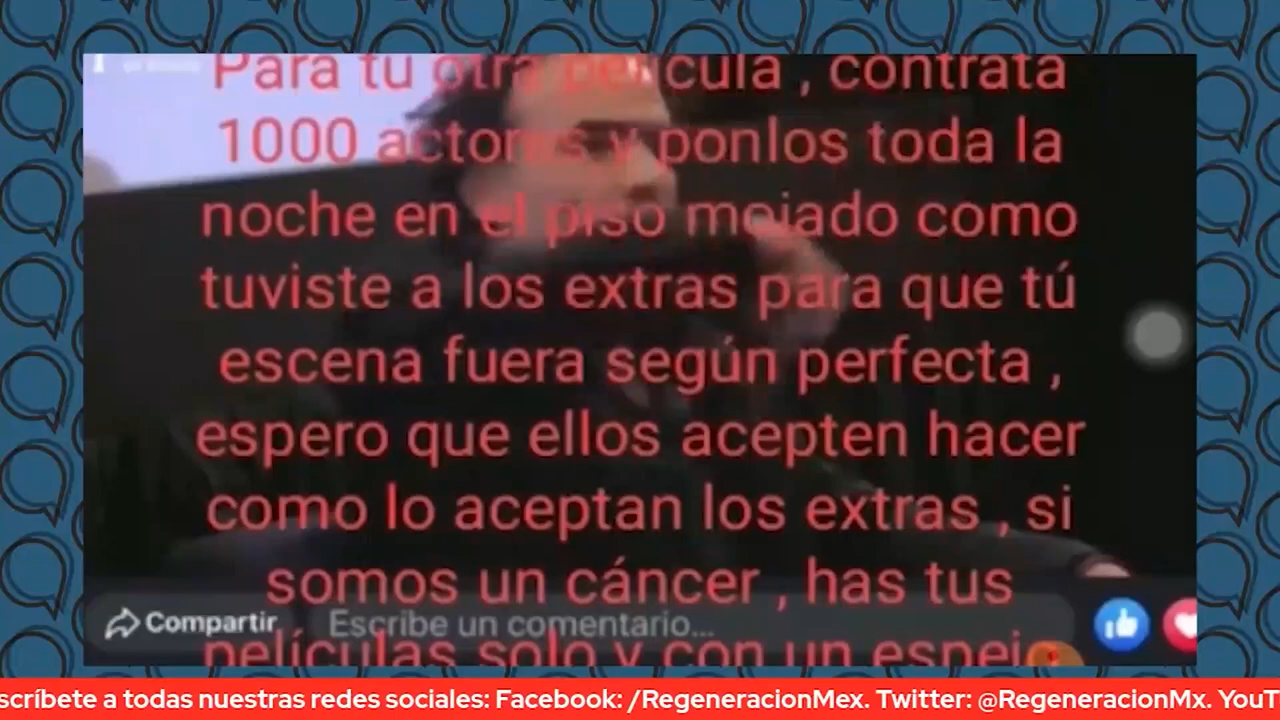 Para tu otra película , contrata
1000 actores y ponlos toda la
noche en el piso mojado como
tuviste a los extras para que tú
escena fuera según perfecta ,
espero que ellos acepten hacer
como lo aceptan los extras , si
somos un cáncer , has tus
Compartir
Escribe un comentario...
películas solo y con un espejo
scríbete a todas nuestras redes sociales: Facebook: /RegeneracionMex. Twitter: @RegeneracionMx. YouT